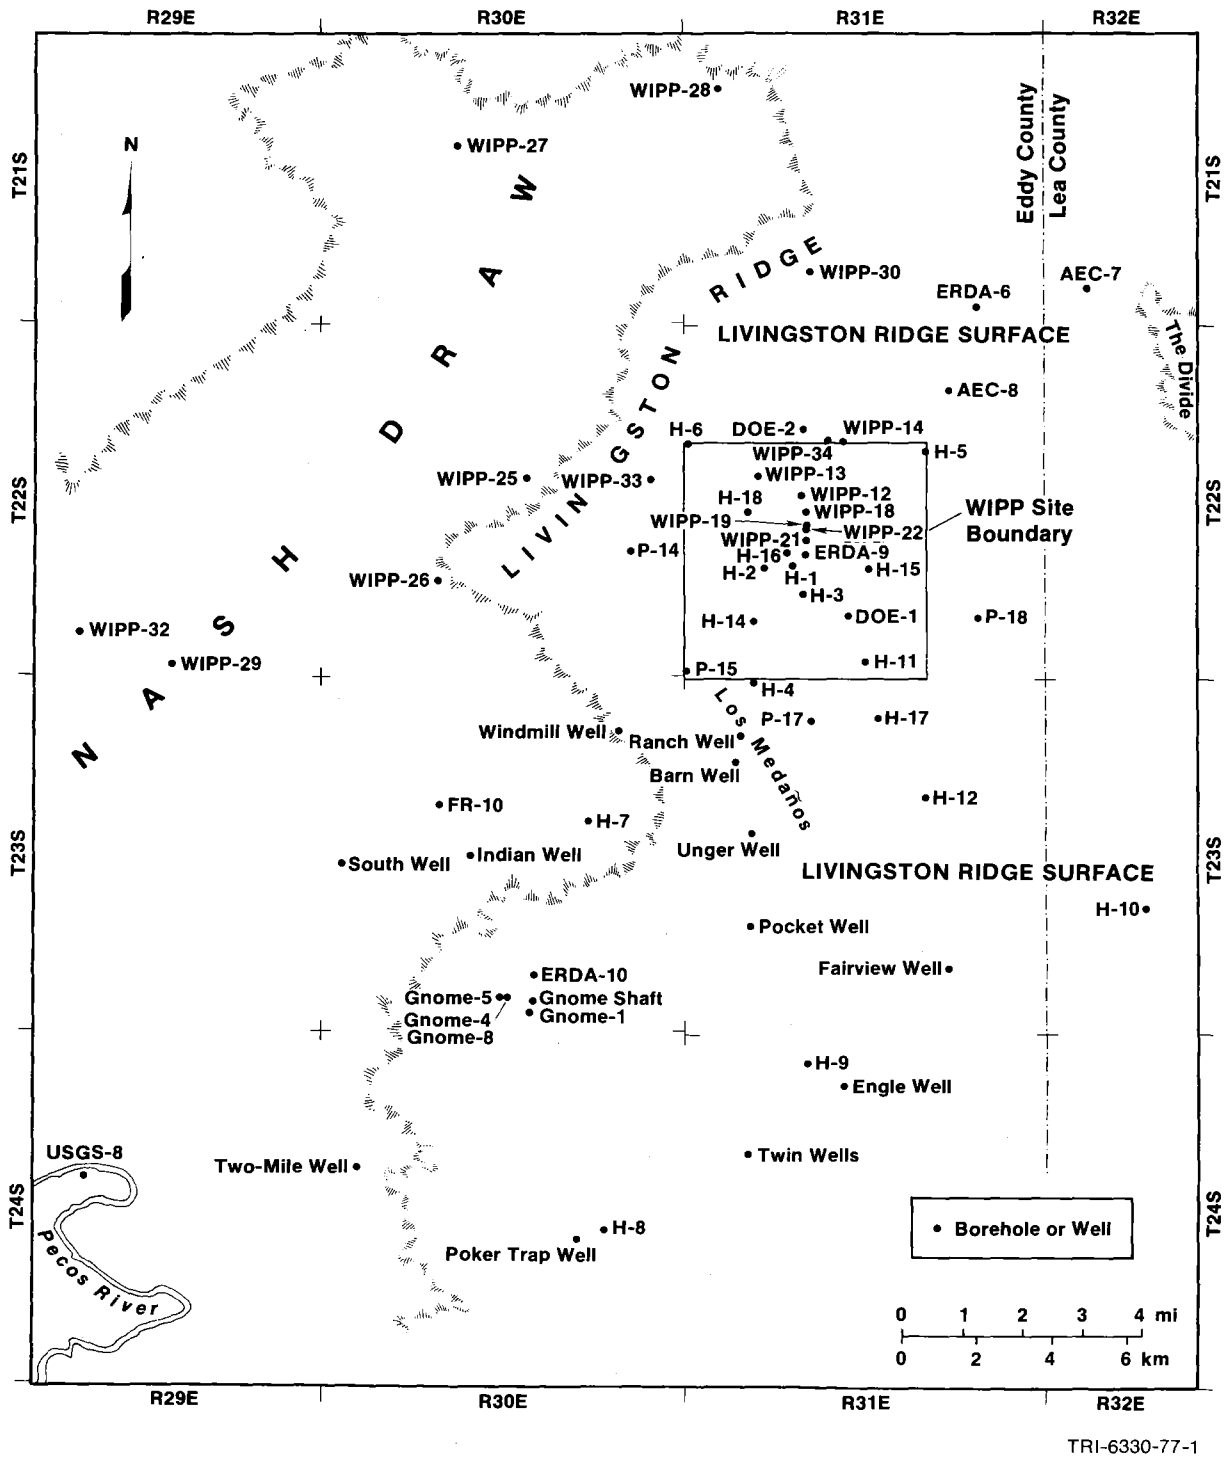 R29E
R30E
R31E
R32E
WIPP-28
N
WIPP-27
Eddy County
Lea County
T21S
T21S
NASH DRAW
LIVINGSTON RIDGE
WIPP-30
AEC-7
ERDA-6
LIVINGSTON RIDGE SURFACE
The Divide
AEC-8
H-6
DOE-2
WIPP-14
WIPP-34
H-5
WIPP-25
WIPP-33
WIPP-13
T22S
T22S
WIPP-12
H-18
WIPP-18
WIPP Site
Boundary
WIPP-19
WIPP-22
WIPP-21
P-14
H-16
ERDA-9
H-2
H-1
H-15
WIPP-26
H-3
H-14
DOE-1
P-18
WIPP-32
WIPP-29
P-15
H-11
H-4
Los Medaños
P-17
H-17
Windmill Well
Ranch Well
Barn Well
FR-10
H-7
H-12
T23S
T23S
South Well
Indian Well
Unger Well
LIVINGSTON RIDGE SURFACE
H-10
Pocket Well
Fairview Well
ERDA-10
Gnome-5
Gnome Shaft
Gnome-4
Gnome-1
Gnome-8
H-9
Engle Well
USGS-8
Two-Mile Well
Twin Wells
T24S
T24S
Pecos River
H-8
Poker Trap Well
Borehole or Well
0 1 2 3 4 mi
0 2 4 6 km
R29E
R30E
R31E
R32E
TRI-6330-77-1